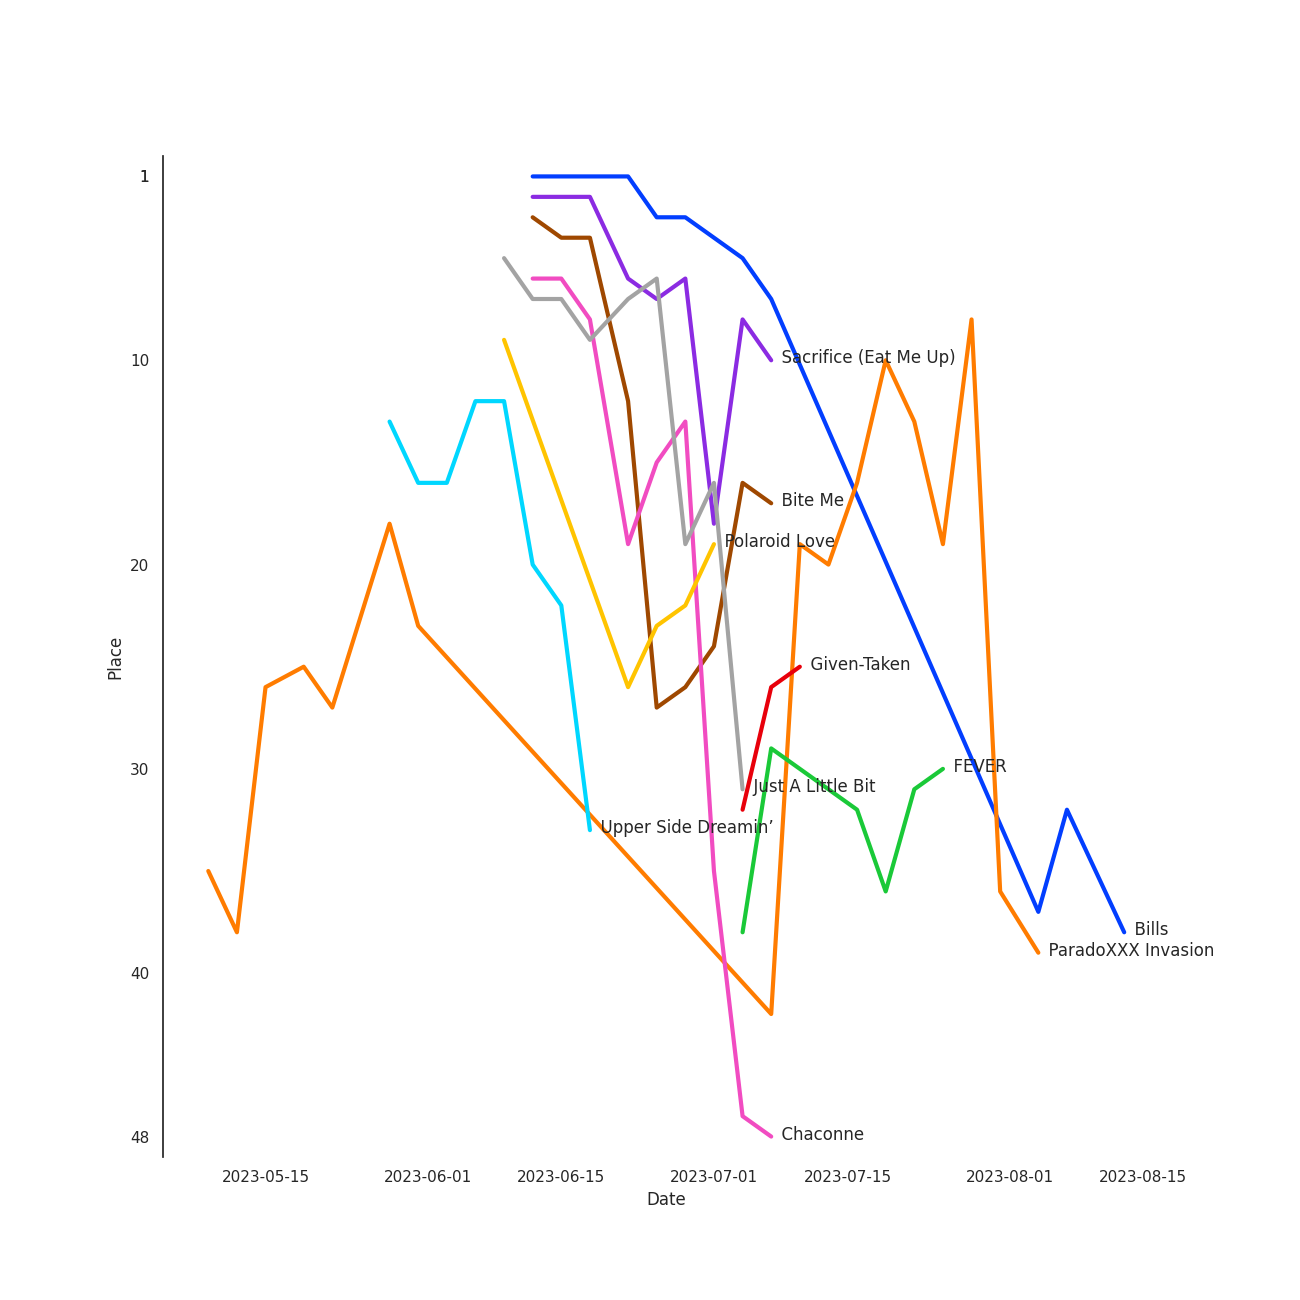 1
10
20
30
40
48
Place
Sacrifice (Eat Me Up)
Bite Me
Polaroid Love
Given-Taken
FEVER
Just A Little Bit
Upper Side Dreamin’
Bills
ParadoXXX Invasion
Chaconne
2023-05-15
2023-06-01
2023-06-15
2023-07-01
2023-07-15
2023-08-01
2023-08-15
Date